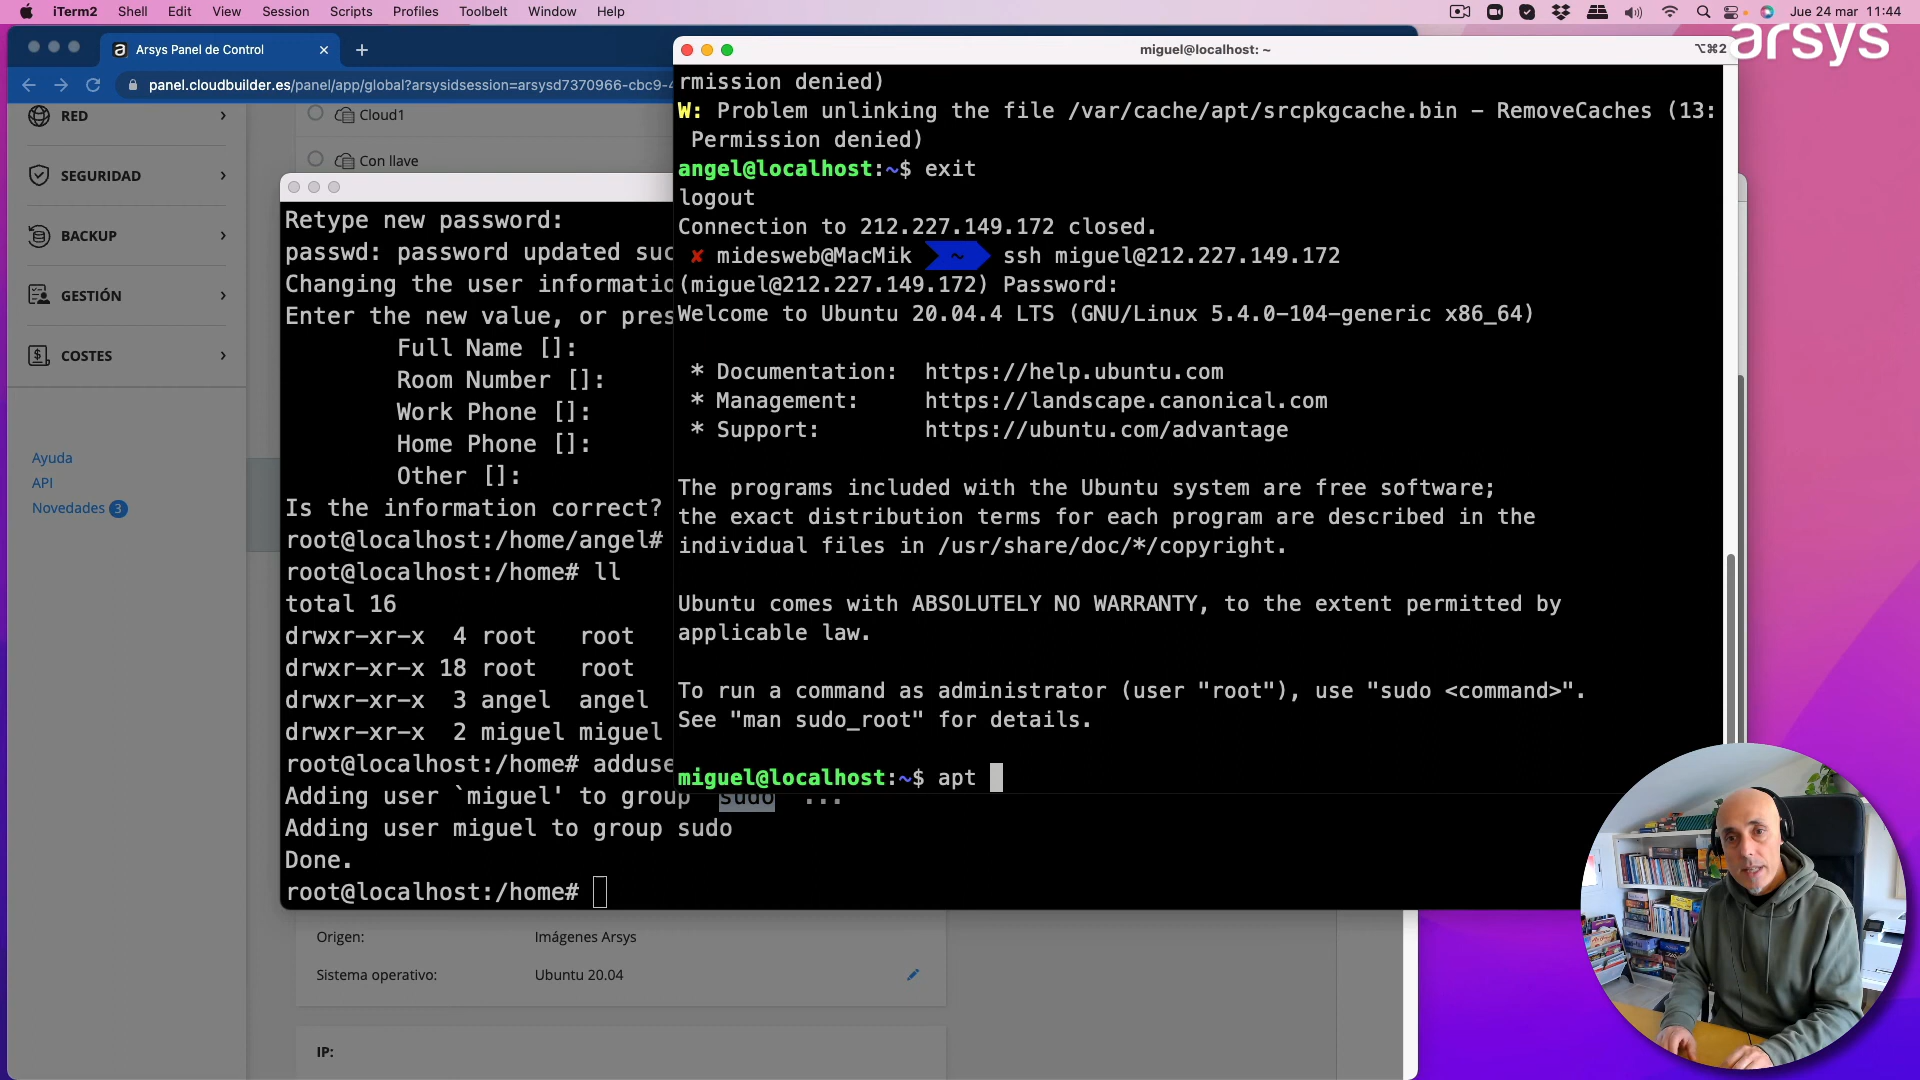 iTerm2 Shell Edit View Session Scripts Profiles Toolbelt Window Help
Jue 24 mar 11:44
arsys
Arsys Panel de Control
panel.cloudbuilder.es/panel/app/global?arsysidsession=arsysd7370966-cbc9-4
RED
SEGURIDAD
BACKUP
GESTIÓN
COSTES
Ayuda
API
Novedades 3
Cloud1
Con llave
Retype new password:
passwd: password updated suc
Changing the user informatio
Enter the new value, or pres
Full Name []:
Room Number []:
Work Phone []:
Home Phone []:
Other []:
Is the information correct?
root@localhost:/home/angel#
root@localhost:/home# ll
total 16
drwxr-xr-x 4 root root
drwxr-xr-x 18 root root
drwxr-xr-x 3 angel angel
drwxr-xr-x 2 miguel miguel
root@localhost:/home# adduse
Adding user `miguel' to group `sudo' ...
Adding user miguel to group sudo
Done.
root@localhost:/home#
miguel@localhost: ~
⌥⌘2
rmission denied)
W: Problem unlinking the file /var/cache/apt/srcpkgcache.bin - RemoveCaches (13:
Permission denied)
angel@localhost:~$ exit
logout
Connection to 212.227.149.172 closed.
✘ midesweb@MacMik ~ ssh miguel@212.227.149.172
(miguel@212.227.149.172) Password:
Welcome to Ubuntu 20.04.4 LTS (GNU/Linux 5.4.0-104-generic x86_64)
* Documentation: https://help.ubuntu.com
* Management: https://landscape.canonical.com
* Support: https://ubuntu.com/advantage
The programs included with the Ubuntu system are free software;
the exact distribution terms for each program are described in the
individual files in /usr/share/doc/*/copyright.
Ubuntu comes with ABSOLUTELY NO WARRANTY, to the extent permitted by
applicable law.
To run a command as administrator (user "root"), use "sudo <command>".
See "man sudo_root" for details.
miguel@localhost:~$ apt
Origen: Imágenes Arsys
Sistema operativo: Ubuntu 20.04
IP: